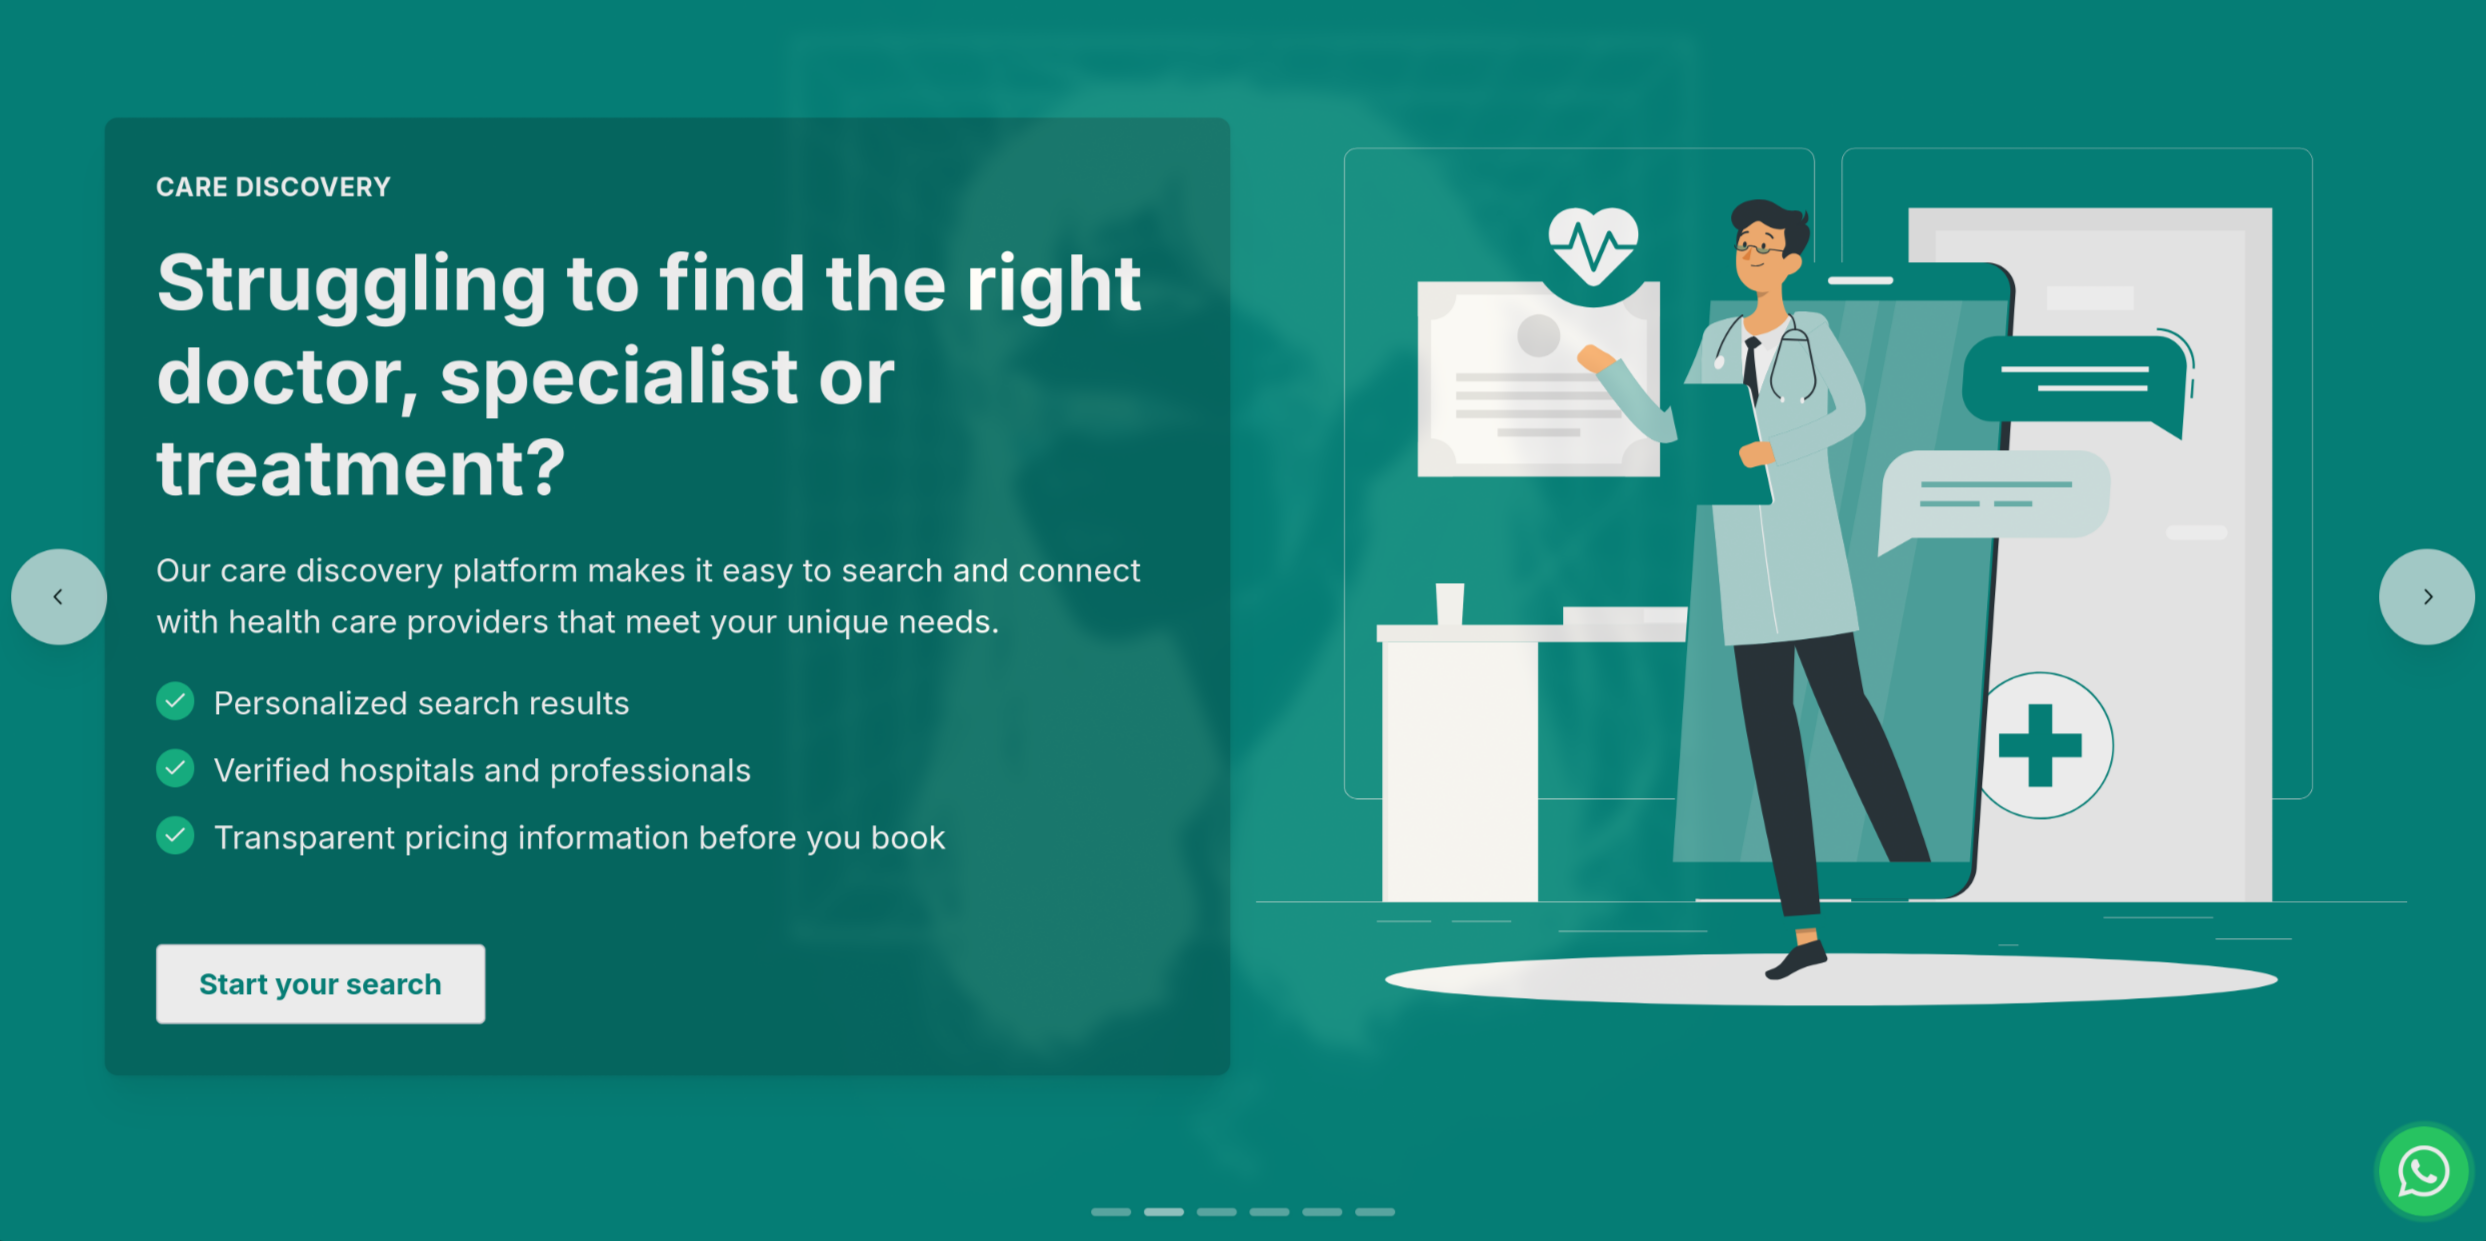 CARE DISCOVERY
Struggling to find the right
doctor, specialist or
treatment?
Our care discovery platform makes it easy to search and connect
with health care providers that meet your unique needs.
Personalized search results
Verified hospitals and professionals
Transparent pricing information before you book
Start your search